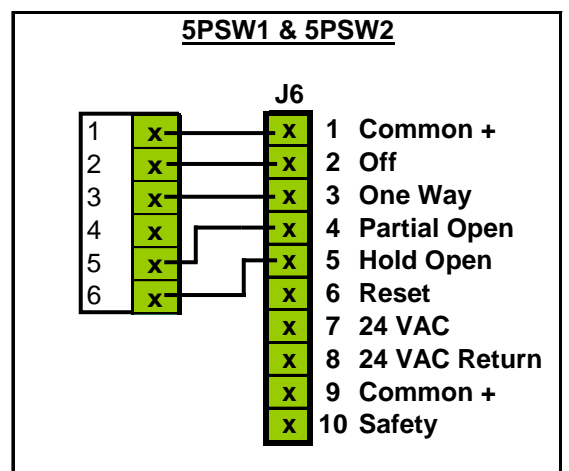 5PSW1 & 5PSW2
J6
1 x x 1 Common +
2 x x 2 Off
3 x x 3 One Way
4 x x 4 Partial Open
5 x x 5 Hold Open
6 x x 6 Reset
x 7 24 VAC
x 8 24 VAC Return
x 9 Common +
x 10 Safety